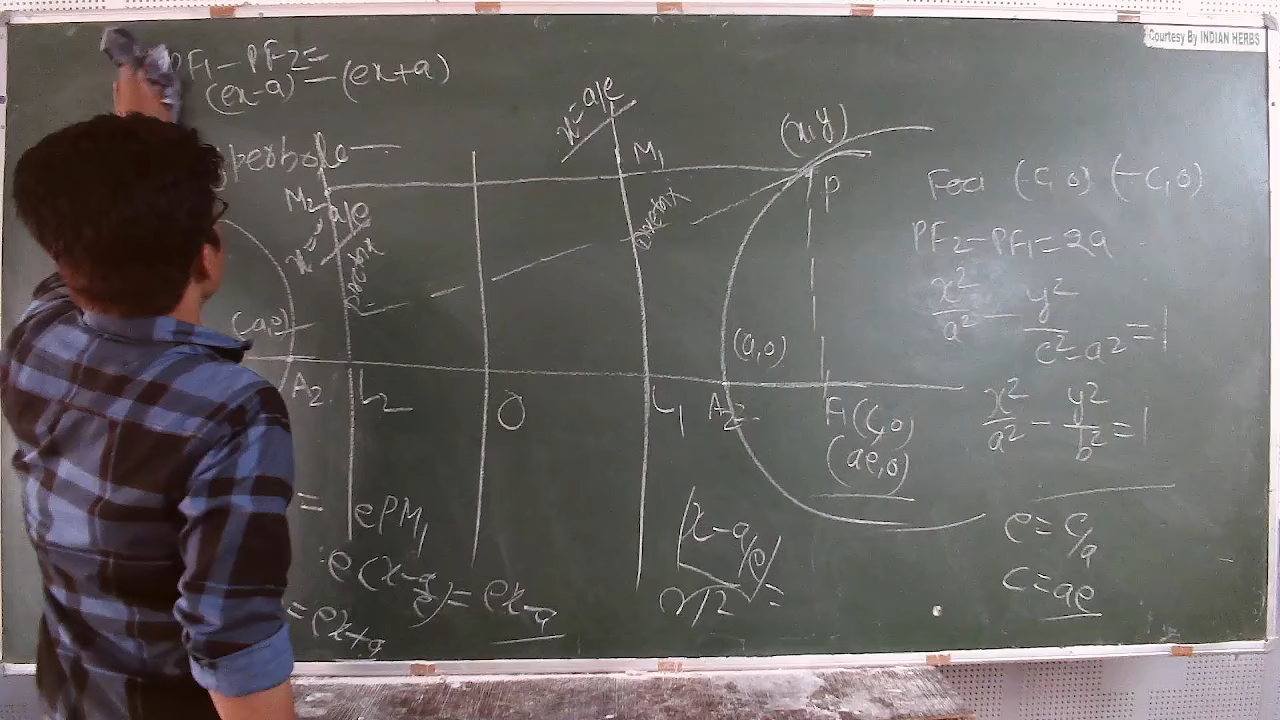 Courtesy By INDIAN HERBS
PF1 - PF2 =
(ex-a) - (ex+a)
x = a/e
(x,y)
M1
P
M2
Directrix
Foci (-c, 0) (-c, 0)
PF2 - PF1 = 2a
x²/a² - y²/c²-a² = 1
(a,0)
A2 L2 O L1 A2 F1(c,0)
(ae,0)
x²/a² - y²/b² = 1
= ePM1
e(x-a/e) = ex-a
= ex+a
x-a/e
e = c/a
c = ae